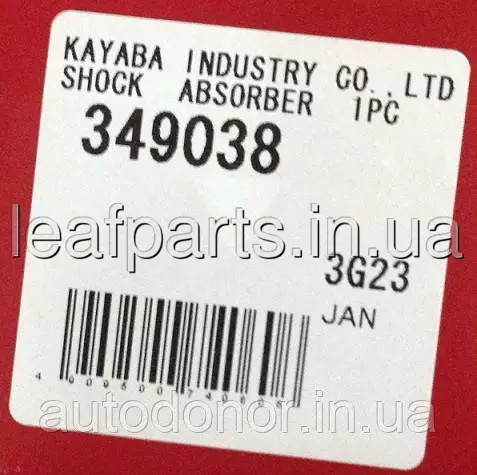 KAYABA INDUSTRY CO.,LTD
SHOCK ABSORBER 1PC
349038
leafparts.in.ua
3G23
JAN
autodonor.in.ua